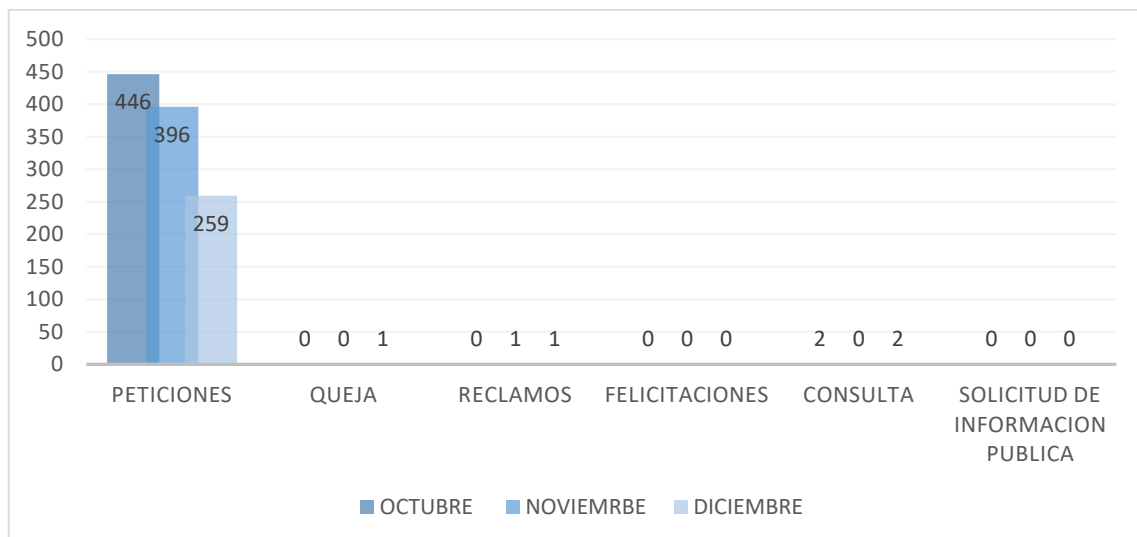 500
450
400
350
300
250
200
150
100
50
0
446
396
259
0 0 1
0 1 1
0 0 0
2 0 2
0 0 0
PETICIONES
QUEJA
RECLAMOS
FELICITACIONES
CONSULTA
SOLICITUD DE
INFORMACION
PUBLICA
OCTUBRE
NOVIEMRBE
DICIEMBRE